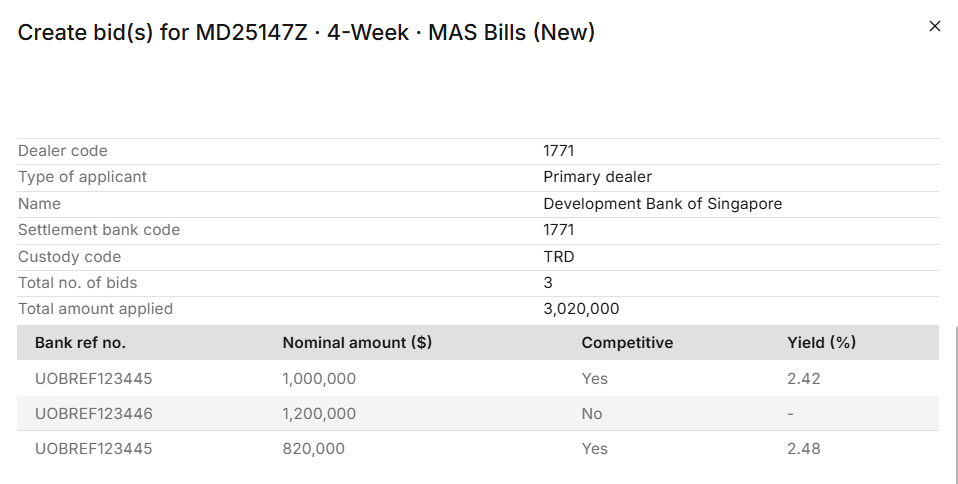 Create bid(s) for MD25147Z · 4-Week · MAS Bills (New)
Dealer code 1771
Type of applicant Primary dealer
Name Development Bank of Singapore
Settlement bank code 1771
Custody code TRD
Total no. of bids 3
Total amount applied 3,020,000
Bank ref no. Nominal amount ($) Competitive Yield (%)
UOBREF123445 1,000,000 Yes 2.42
UOBREF123446 1,200,000 No -
UOBREF123445 820,000 Yes 2.48